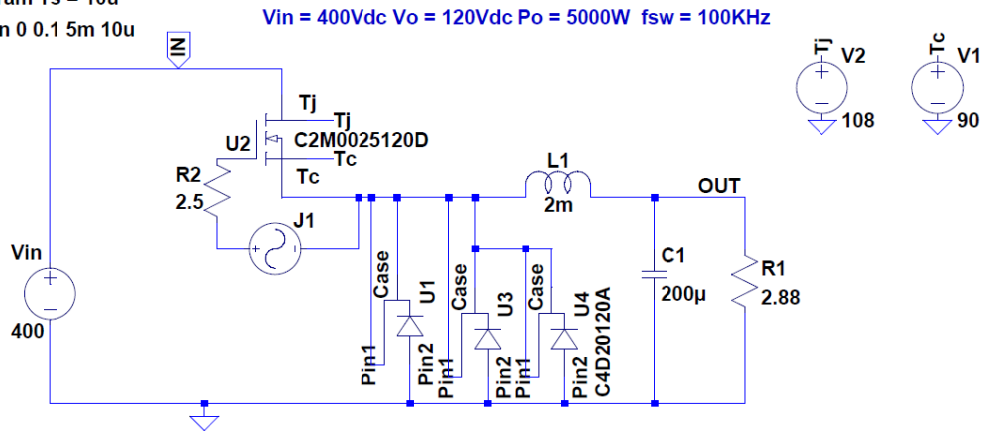 Ts = 10u
n 0 0.1 5m 10u
Vin = 400Vdc Vo = 120Vdc Po = 5000W fsw = 100KHz
IN
Tj
V2
108
Tc
V1
90
Tj
Tj
U2
C2M0025120D
Tc
Tc
R2
2.5
J1
L1
2m
OUT
Vin
400
Case
U1
Pin1
Pin2
Case
U3
Pin1
Pin2
Case
U4
Pin1
Pin2
C4D20120A
C1
200µ
R1
2.88